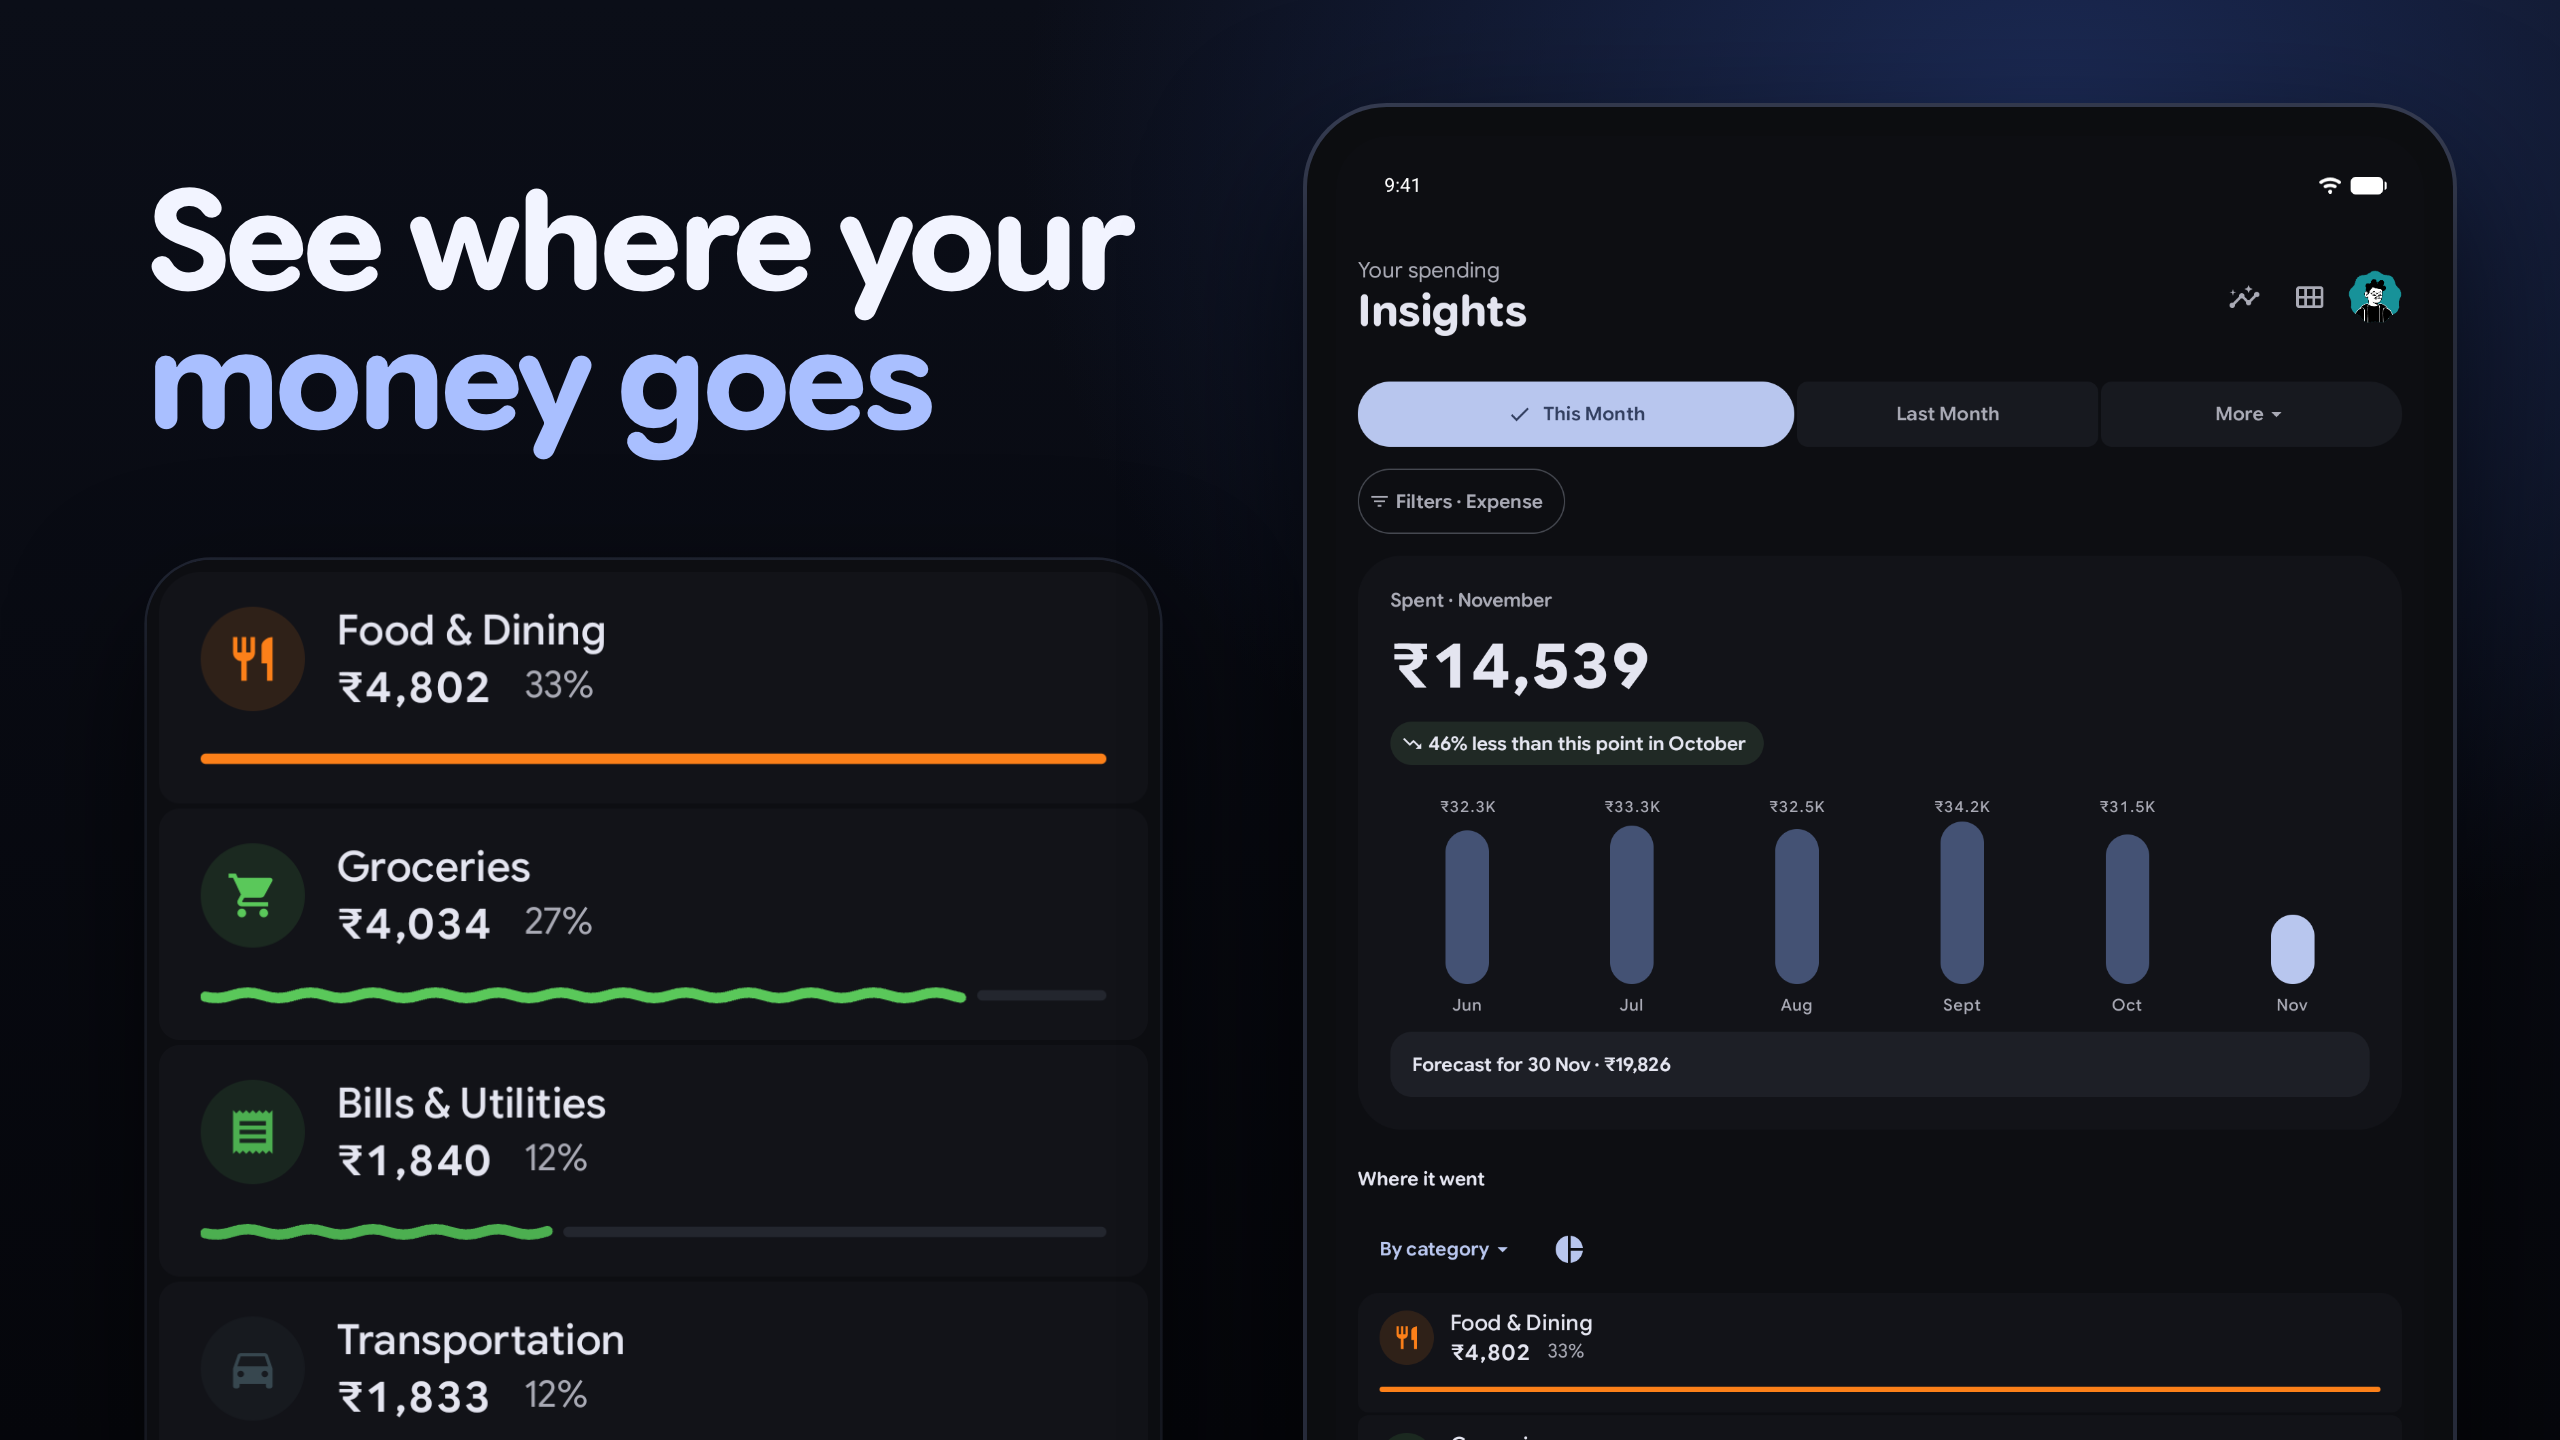 See where your
money goes
Food & Dining
₹4,802 33%
Groceries
₹4,034 27%
Bills & Utilities
₹1,840 12%
Transportation
₹1,833 12%
9:41
Your spending
Insights
This Month
Last Month
More
Filters · Expense
Spent · November
₹14,539
46% less than this point in October
₹32.3K ₹33.3K ₹32.5K ₹34.2K ₹31.5K
Jun Jul Aug Sept Oct Nov
Forecast for 30 Nov · ₹19,826
Where it went
By category
Food & Dining
₹4,802 33%